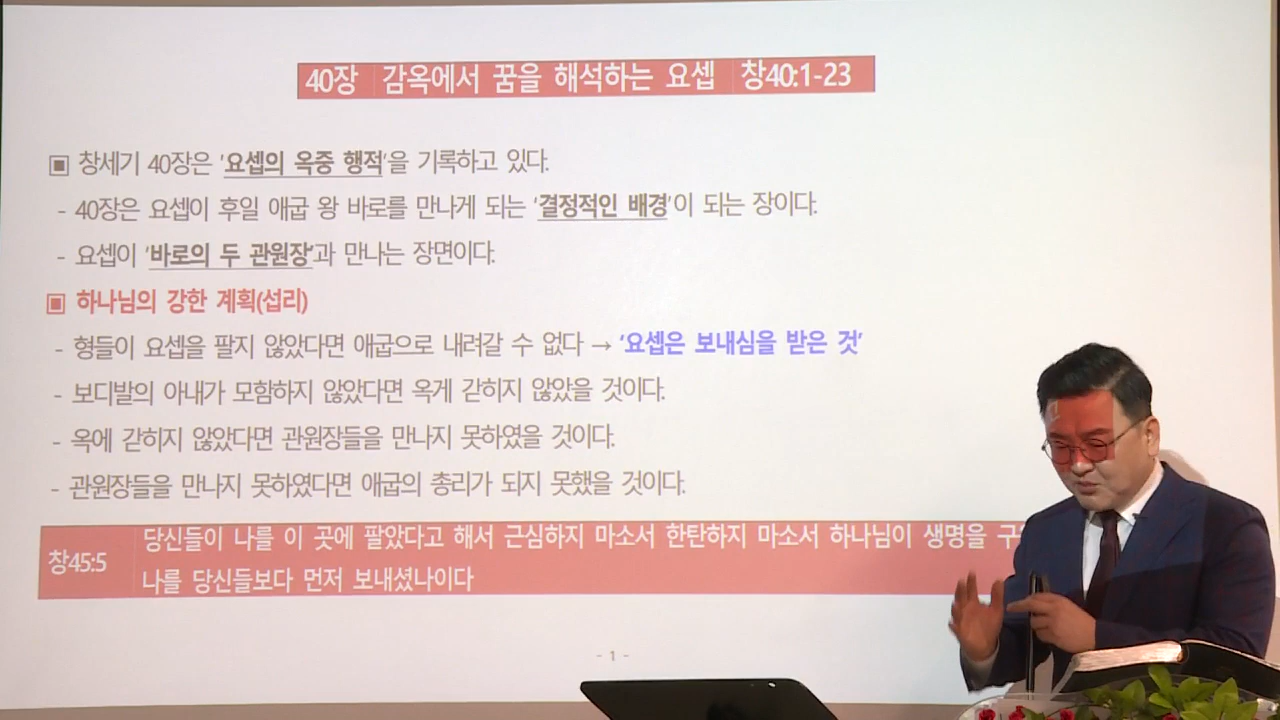 40장 감옥에서 꿈을 해석하는 요셉 창40:1-23
▣ 창세기 40장은 '요셉의 옥중 행적'을 기록하고 있다.
- 40장은 요셉이 후일 애굽 왕 바로를 만나게 되는 '결정적인 배경'이 되는 장이다.
- 요셉이 '바로의 두 관원장'과 만나는 장면이다.
▣ 하나님의 강한 계획(섭리)
- 형들이 요셉을 팔지 않았다면 애굽으로 내려갈 수 없다 → '요셉은 보내심을 받은 것'
- 보디발의 아내가 모함하지 않았다면 옥게 갇히지 않았을 것이다.
- 옥에 갇히지 않았다면 관원장들을 만나지 못하였을 것이다.
- 관원장들을 만나지 못하였다면 애굽의 총리가 되지 못했을 것이다.
창45:5 당신들이 나를 이 곳에 팔았다고 해서 근심하지 마소서 한탄하지 마소서 하나님이 생명을
나를 당신들보다 먼저 보내셨나이다
- 1 -